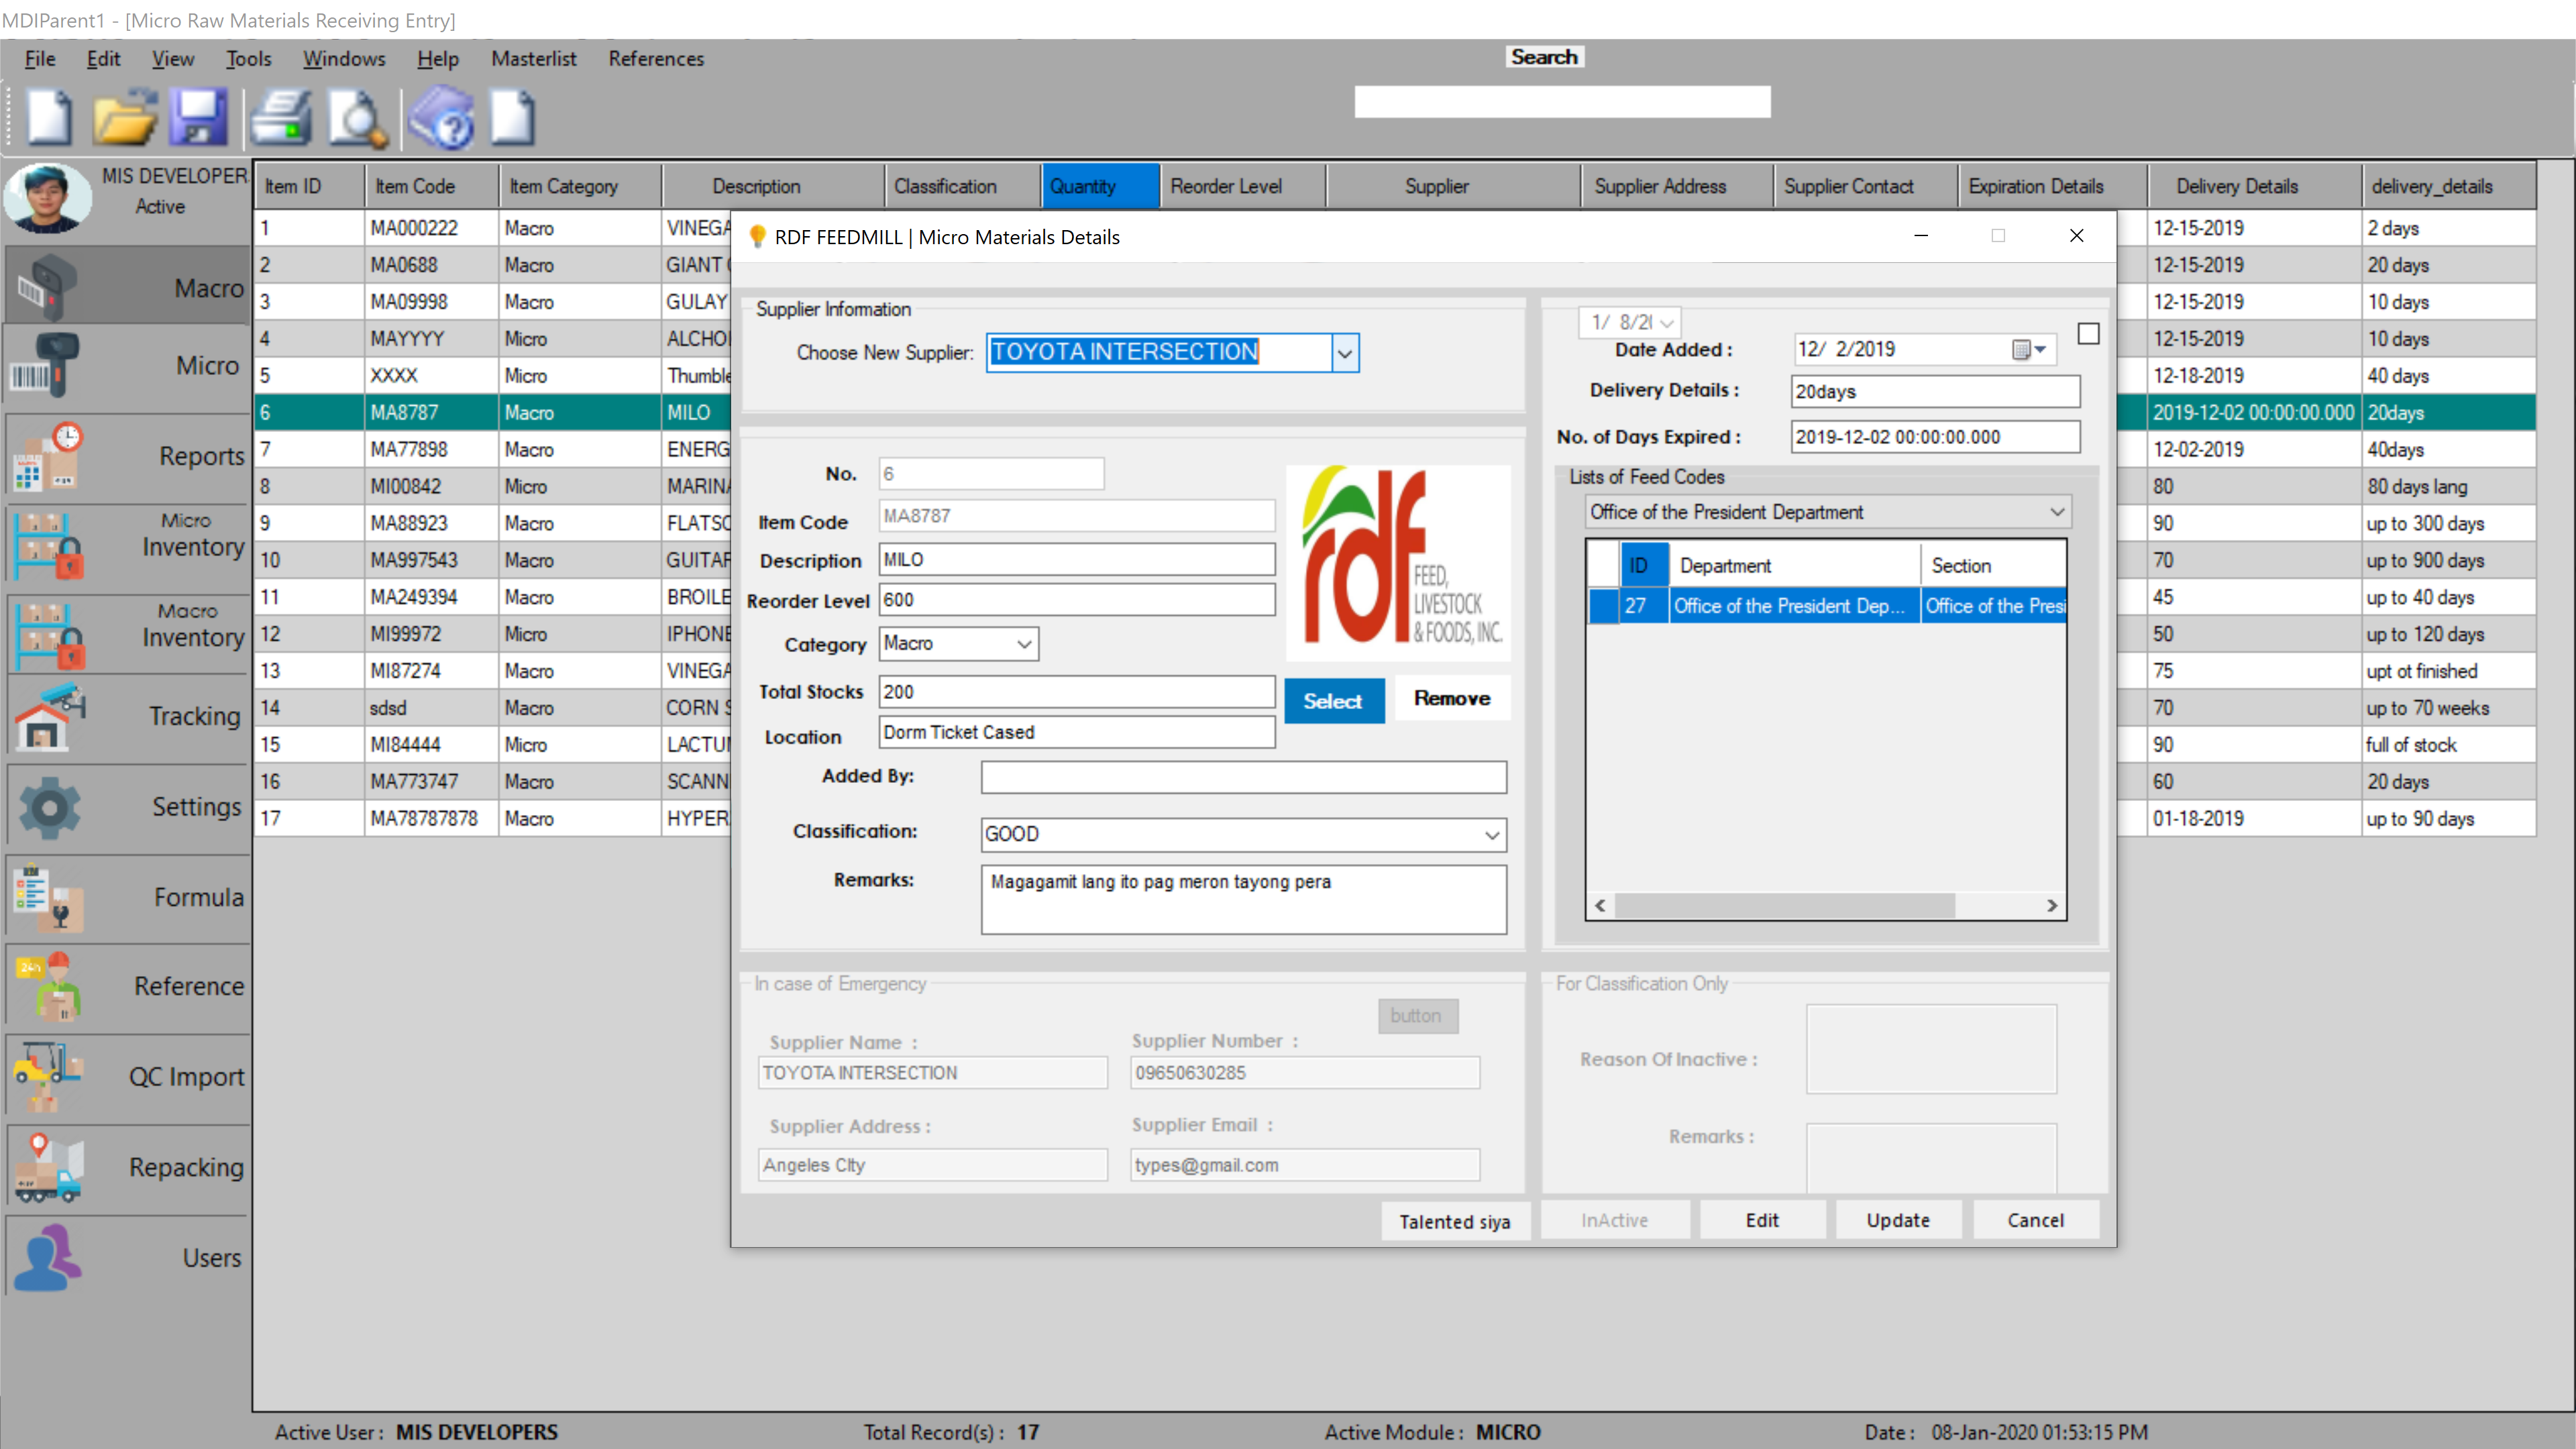 MDIParent1 - [Micro Raw Materials Receiving Entry]
File Edit View Tools Windows Help Masterlist References
Search
MIS DEVELOPER
Active
Macro
Micro
Reports
Micro
Inventory
Macro
Inventory
Tracking
Settings
Formula
Reference
QC Import
Repacking
Users
Item ID Item Code Item Category Description Classification Quantity Reorder Level Supplier Supplier Address Supplier Contact Expiration Details Delivery Details delivery_details
1 MA000222 Macro VINEGA 12-15-2019 2 days
2 MA0688 Macro GIANT 12-15-2019 20 days
3 MA09998 Macro GULAY 12-15-2019 10 days
4 MAYYYY Micro ALCHO 12-15-2019 10 days
5 XXXX Micro Thumble 12-18-2019 40 days
6 MA8787 Macro MILO 2019-12-02 00:00:00.000 20days
7 MA77898 Macro ENERG 12-02-2019 40days
8 MI00842 Micro MARINA 80 80 days lang
9 MA88923 Macro FLATSC 90 up to 300 days
10 MA997543 Macro GUITAR 70 up to 900 days
11 MA249394 Macro BROILE 45 up to 40 days
12 MI99972 Micro IPHONE 50 up to 120 days
13 MI87274 Macro VINEGA 75 upt ot finished
14 sdsd Macro CORN S 70 up to 70 weeks
15 MI84444 Micro LACTU 90 full of stock
16 MA773747 Macro SCANN 60 20 days
17 MA78787878 Macro HYPER 01-18-2019 up to 90 days
RDF FEEDMILL | Micro Materials Details
Supplier Information
Choose New Supplier: TOYOTA INTERSECTION
No. 6
Item Code MA8787
Description MILO
Reorder Level 600
Category Macro
Total Stocks 200
Location Dorm Ticket Cased
rdf
FEED,
LIVESTOCK
& FOODS, INC.
Select Remove
Added By:
Classification: GOOD
Remarks: Magagamit lang ito pag meron tayong pera
1/ 8/2
Date Added : 12/ 2/2019
Delivery Details : 20days
No. of Days Expired : 2019-12-02 00:00:00.000
Lists of Feed Codes
Office of the President Department
ID Department Section
27 Office of the President Dep... Office of the Presi
In case of Emergency
button
Supplier Name : Supplier Number :
TOYOTA INTERSECTION 09650630285
Supplier Address : Supplier Email :
Angeles CIty types@gmail.com
For Classification Only
Reason Of Inactive :
Remarks :
Talented siya InActive Edit Update Cancel
Active User : MIS DEVELOPERS Total Record(s) : 17 Active Module : MICRO Date : 08-Jan-2020 01:53:15 PM